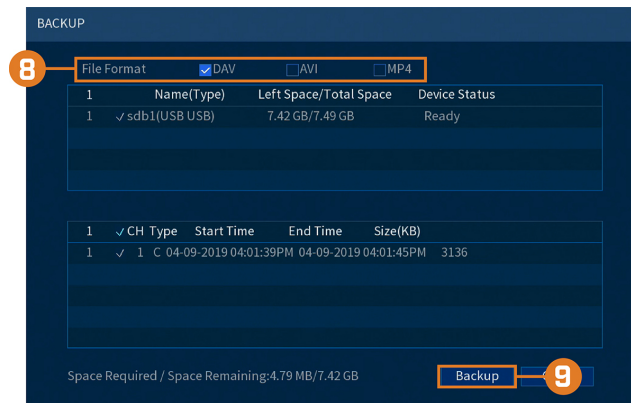 BACKUP
8 File Format DAV AVI MP4
1 Name(Type) Left Space/Total Space Device Status
1 sdb1(USB USB) 7.42 GB/7.49 GB Ready
1 CH Type Start Time End Time Size(KB)
1 1 C 04-09-2019 04:01:39PM 04-09-2019 04:01:45PM 3136
Space Required / Space Remaining:4.79 MB/7.42 GB Backup 9